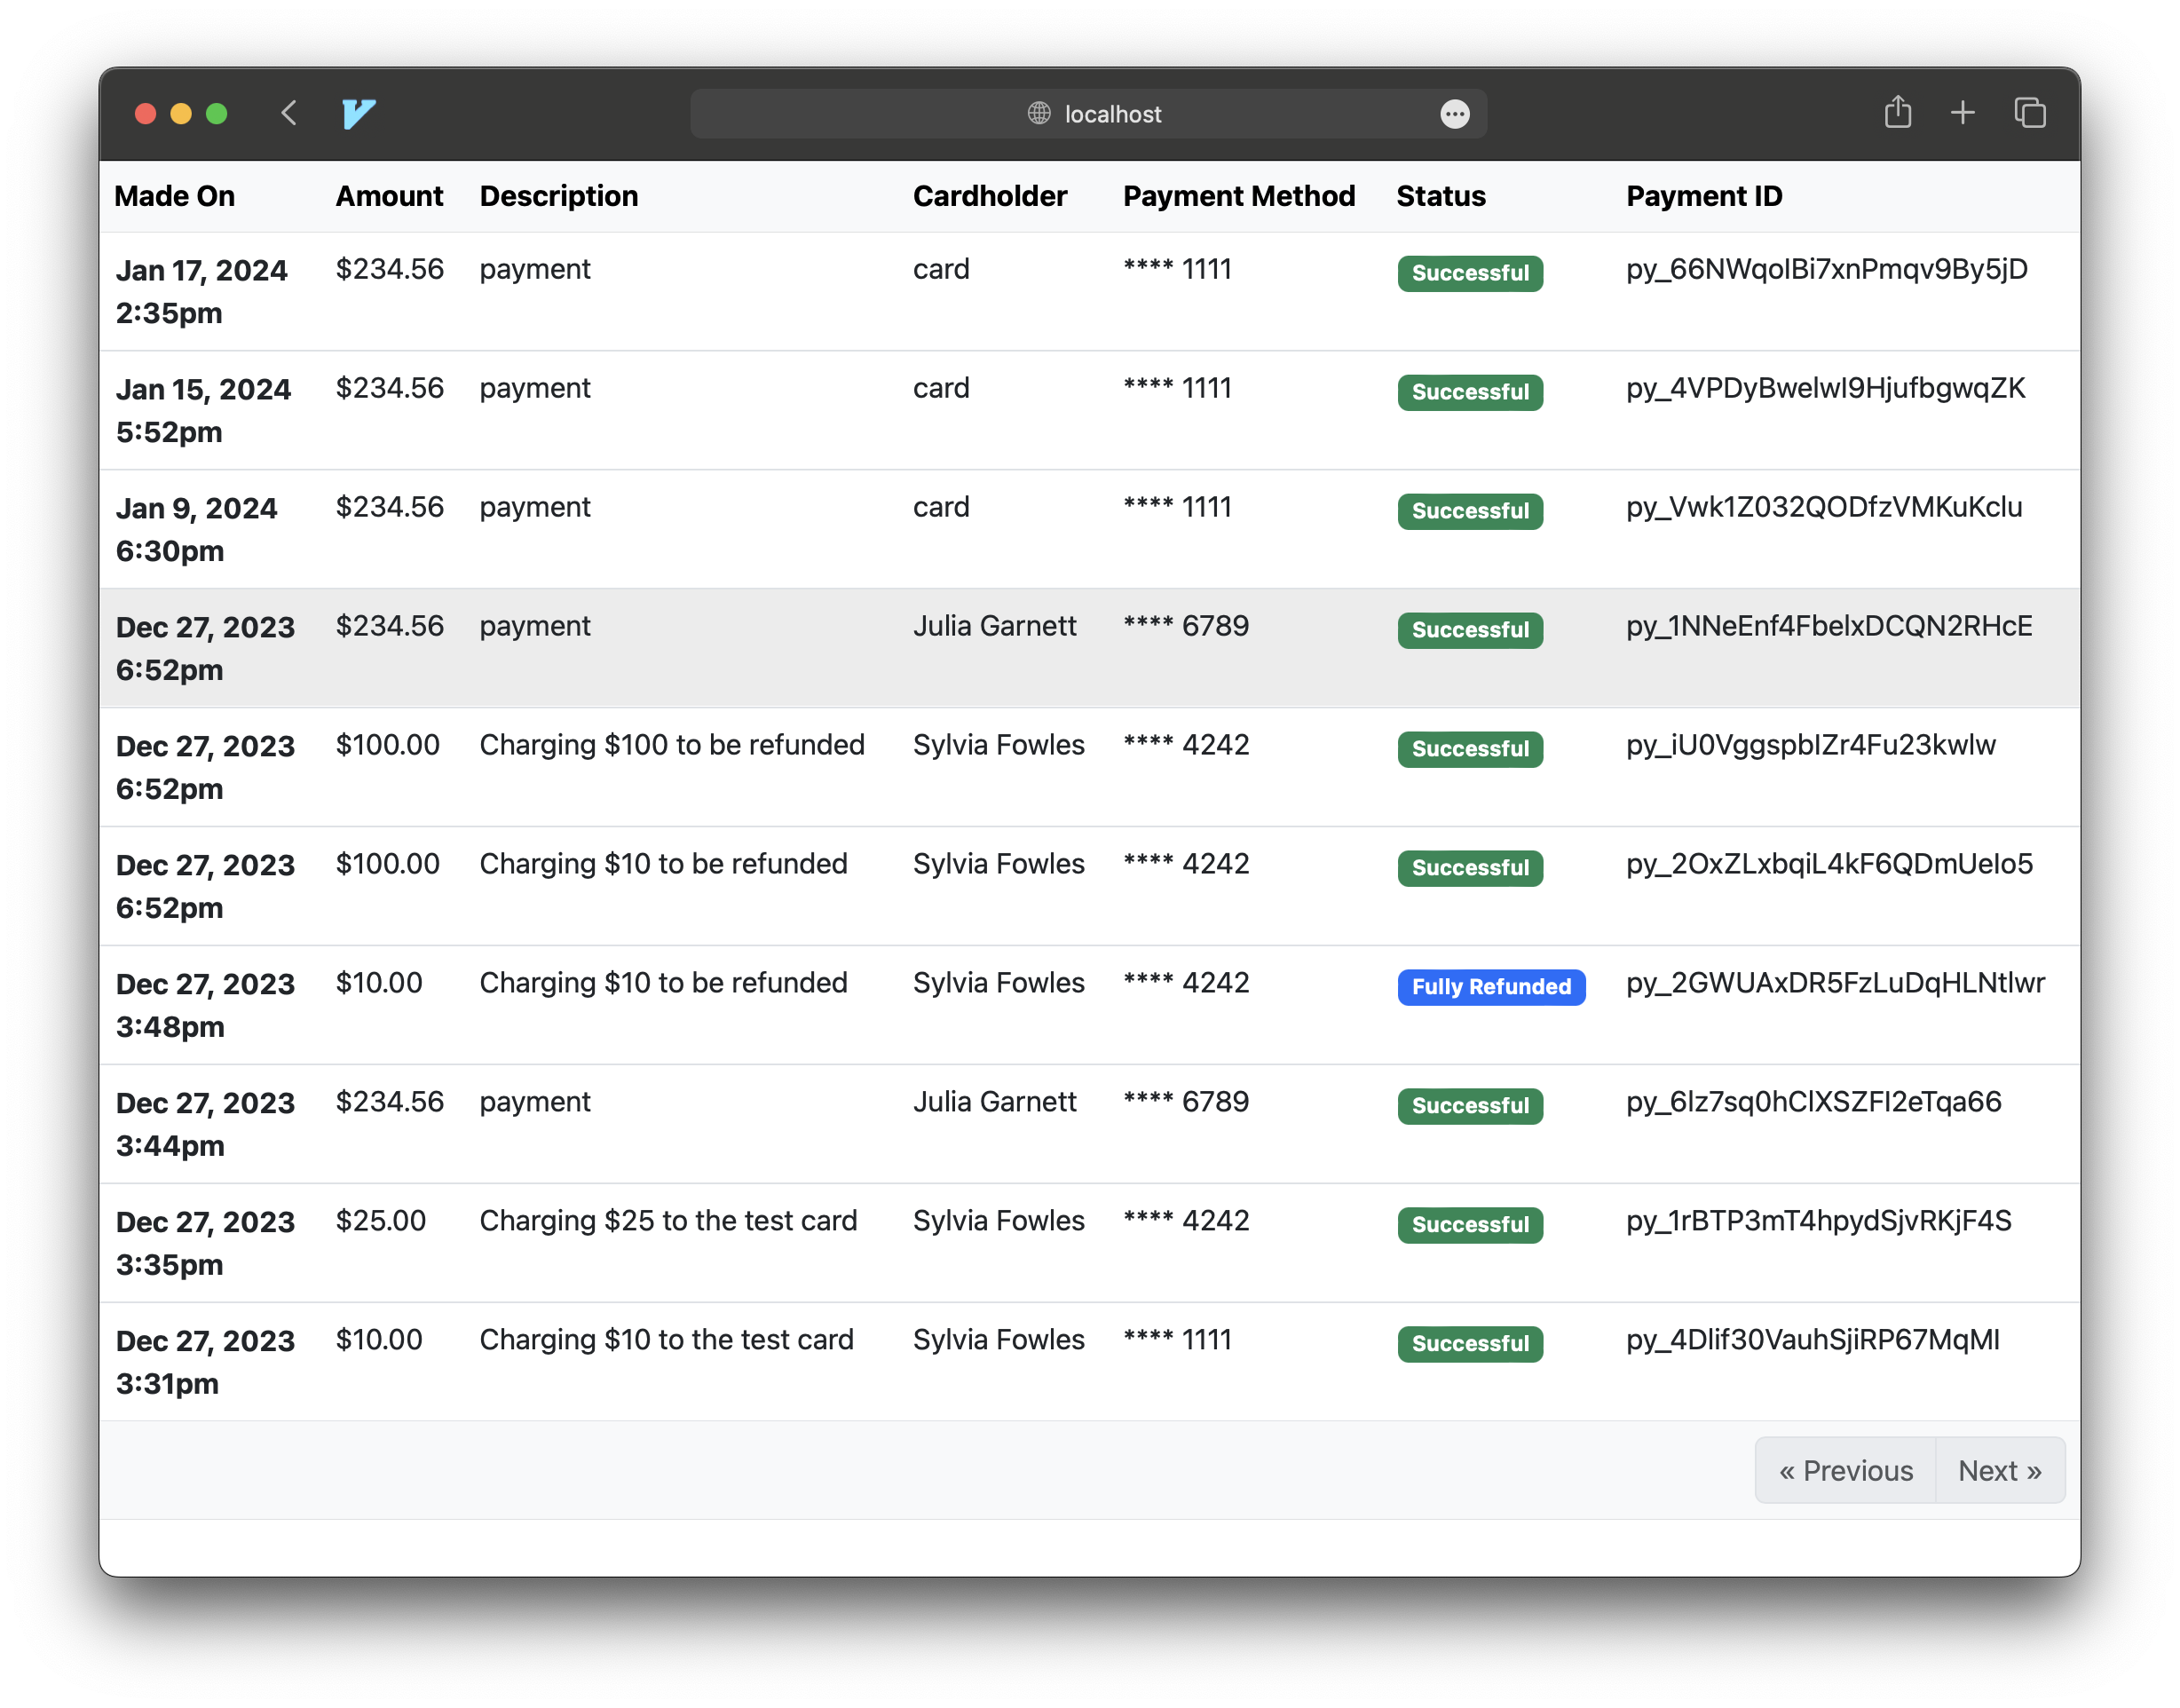 localhost
Made On Amount Description Cardholder Payment Method Status Payment ID
Jan 17, 2024 $234.56 payment card **** 1111 Successful py_66NWqoIBi7xnPmqv9By5jD
2:35pm
Jan 15, 2024 $234.56 payment card **** 1111 Successful py_4VPDyBwelwI9HjufbgwqZK
5:52pm
Jan 9, 2024 $234.56 payment card **** 1111 Successful py_Vwk1Z032QODfzVMKuKclu
6:30pm
Dec 27, 2023 $234.56 payment Julia Garnett **** 6789 Successful py_1NNeEnf4FbelxDCQN2RHcE
6:52pm
Dec 27, 2023 $100.00 Charging $100 to be refunded Sylvia Fowles **** 4242 Successful py_iU0VggspbIZr4Fu23kwlw
6:52pm
Dec 27, 2023 $100.00 Charging $10 to be refunded Sylvia Fowles **** 4242 Successful py_2OxZLxbqiL4kF6QDmUeIo5
6:52pm
Dec 27, 2023 $10.00 Charging $10 to be refunded Sylvia Fowles **** 4242 Fully Refunded py_2GWUAxDR5FzLuDqHLNtlwr
3:48pm
Dec 27, 2023 $234.56 payment Julia Garnett **** 6789 Successful py_6lz7sq0hClXSZFI2eTqa66
3:44pm
Dec 27, 2023 $25.00 Charging $25 to the test card Sylvia Fowles **** 4242 Successful py_1rBTP3mT4hpydSjvRKjF4S
3:35pm
Dec 27, 2023 $10.00 Charging $10 to the test card Sylvia Fowles **** 1111 Successful py_4Dlif30VauhSjiRP67MqMI
3:31pm
« Previous Next »